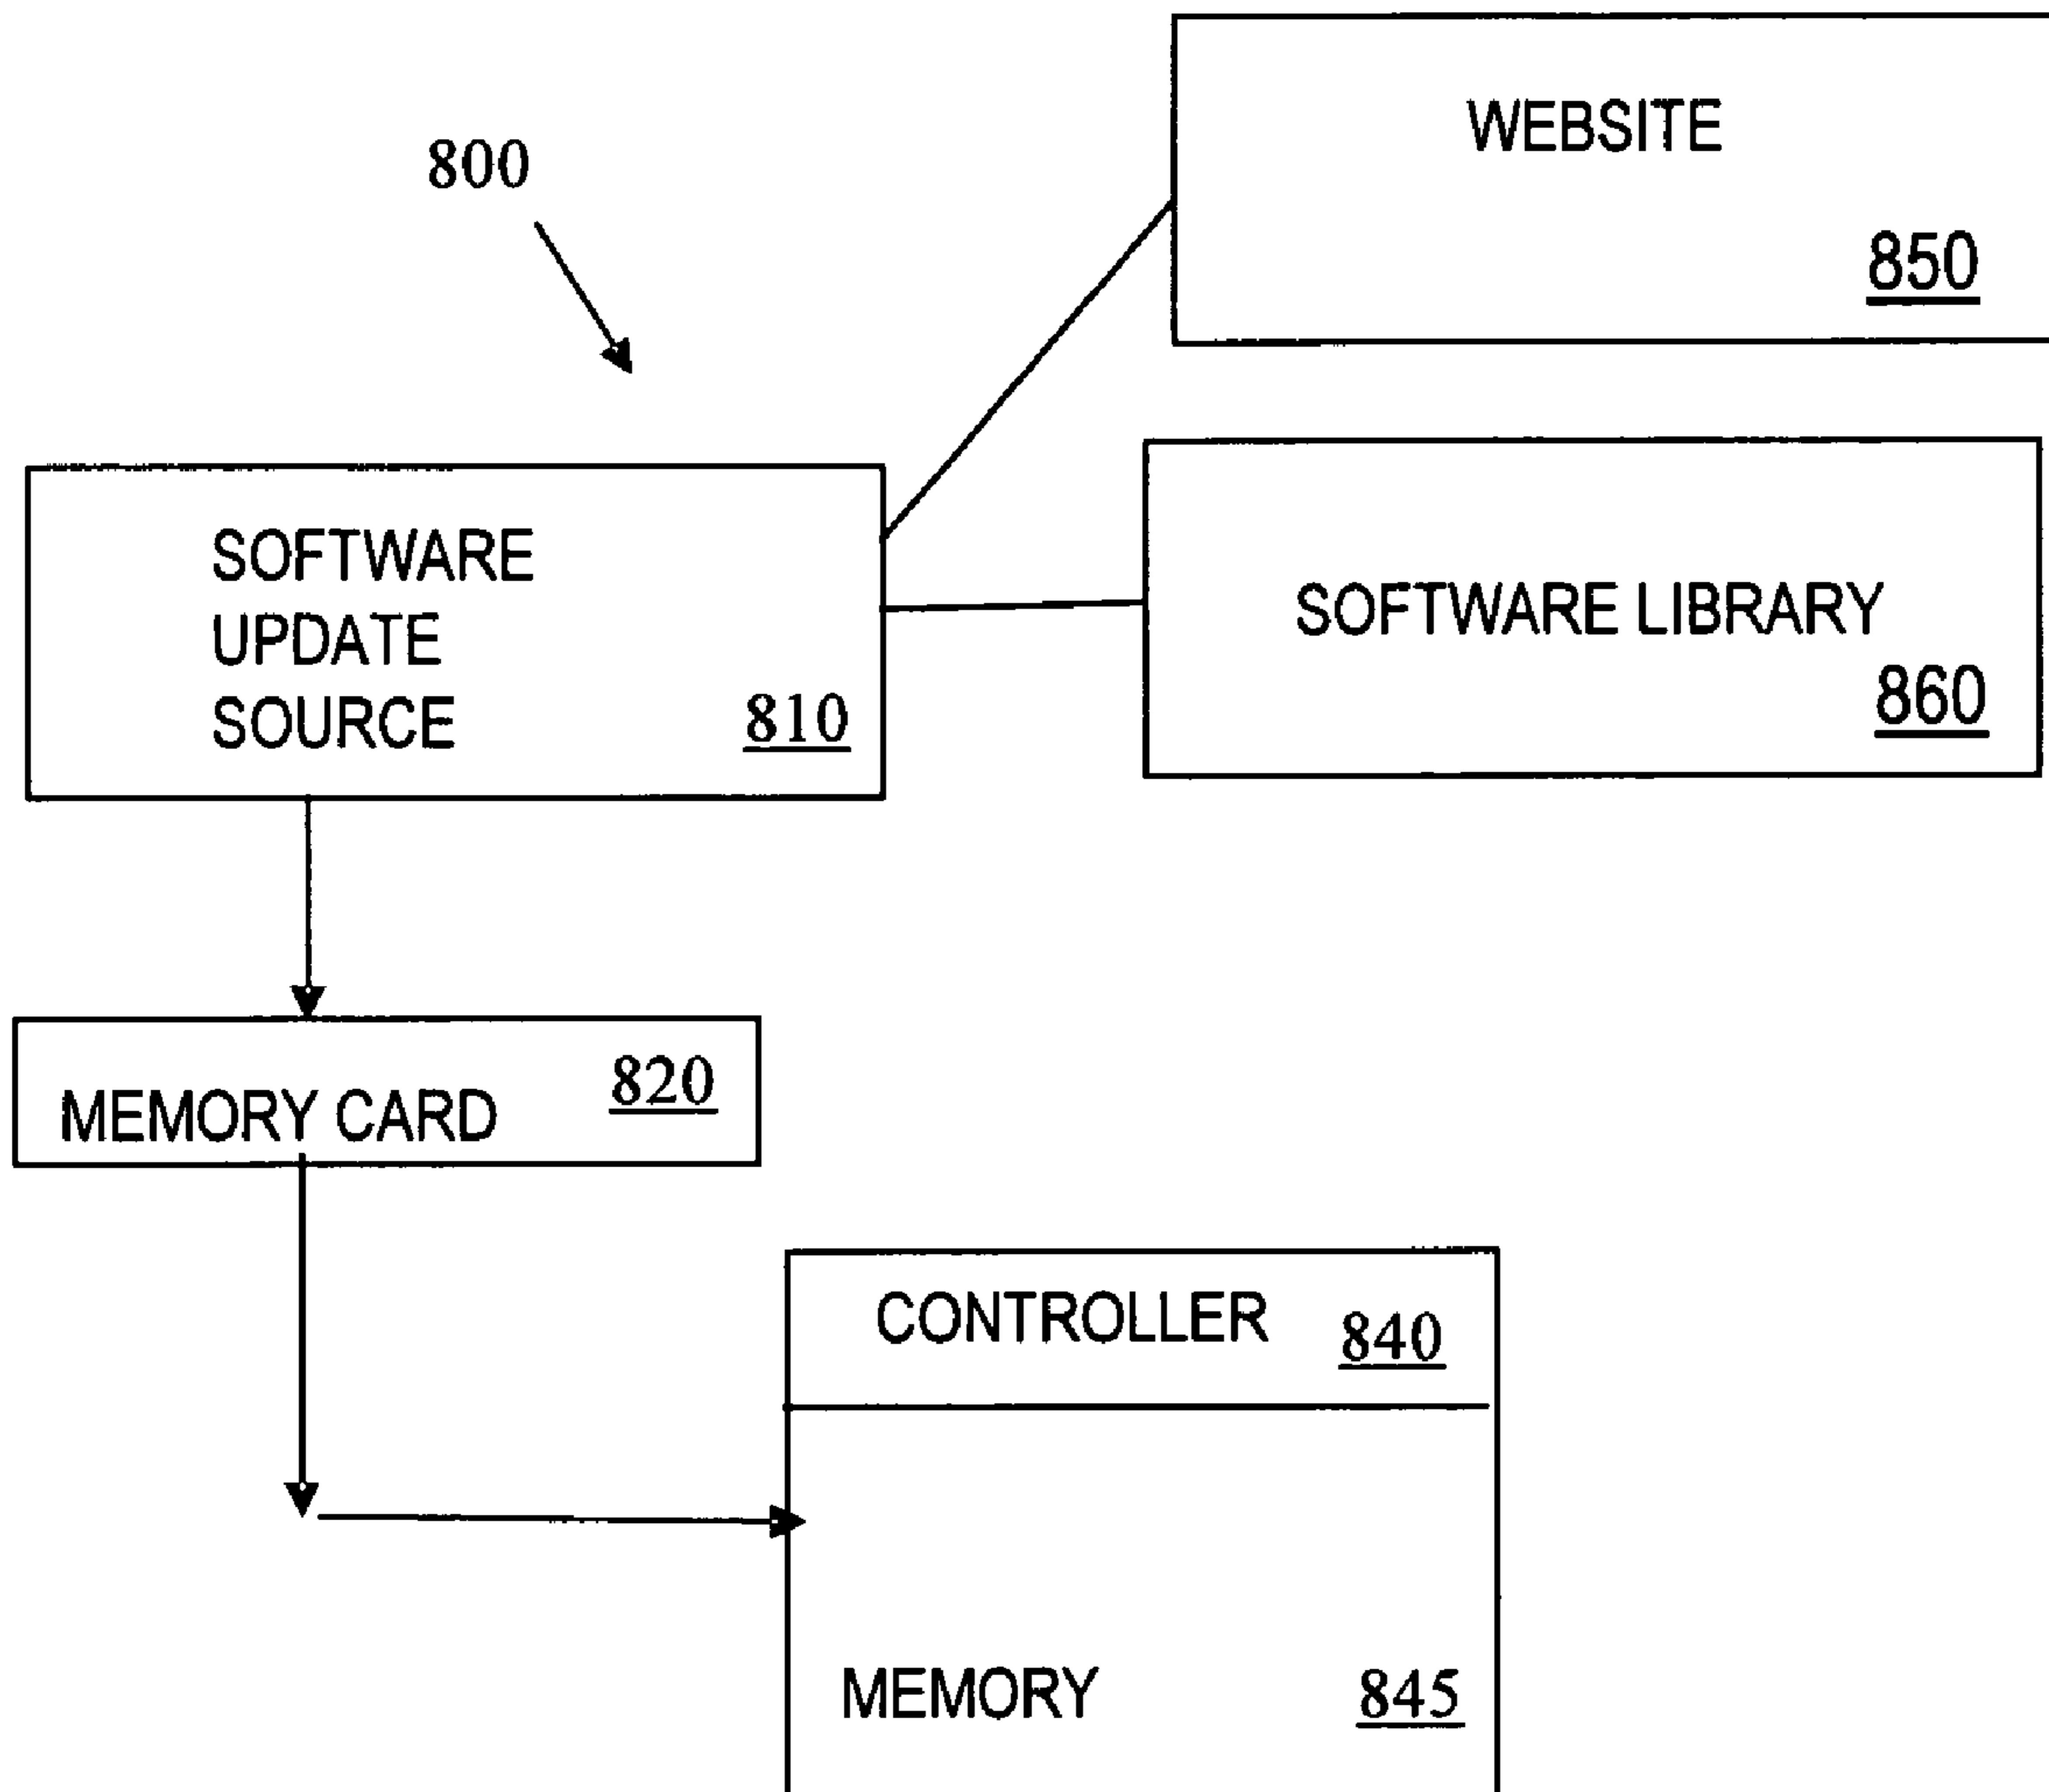 WEBSITE
850
800
SOFTWARE
UPDATE
SOURCE
810
SOFTWARE LIBRARY
860
MEMORY CARD
820
CONTROLLER
840
MEMORY
845